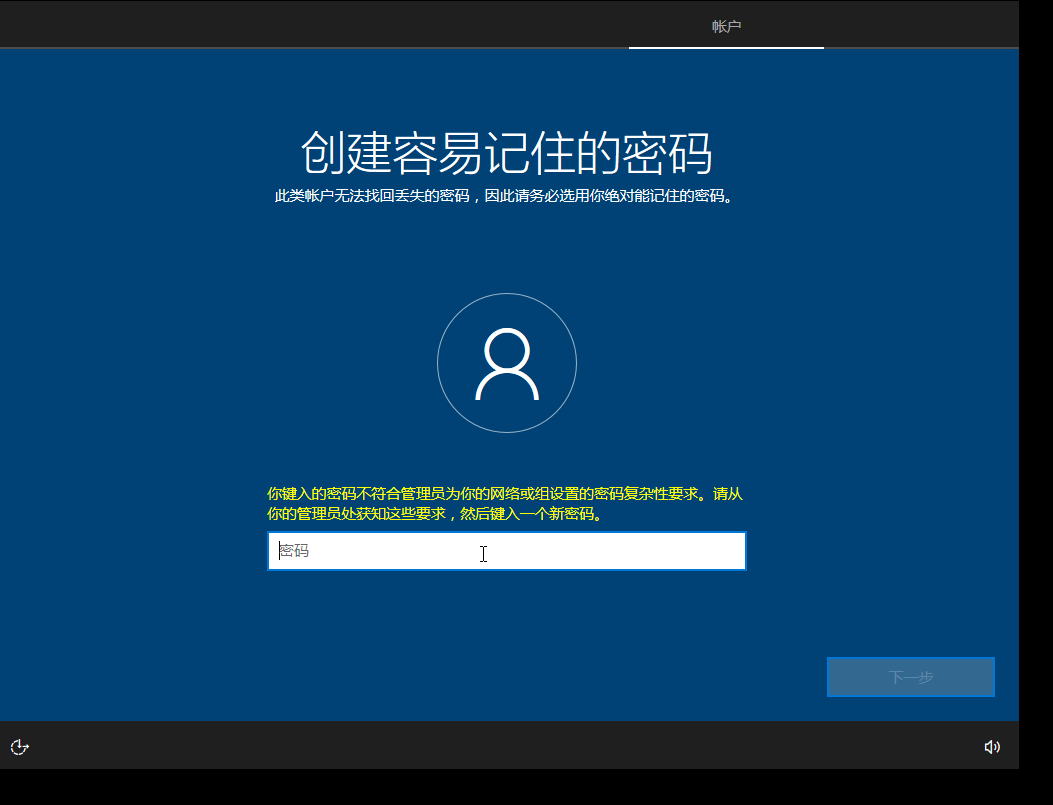 帐户
创建容易记住的密码
此类帐户无法找回丢失的密码，因此请务必选用你绝对能记住的密码。
你键入的密码不符合管理员为你的网络或组设置的密码复杂性要求。请从
你的管理员处获知这些要求，然后键入一个新密码。
密码
下一步